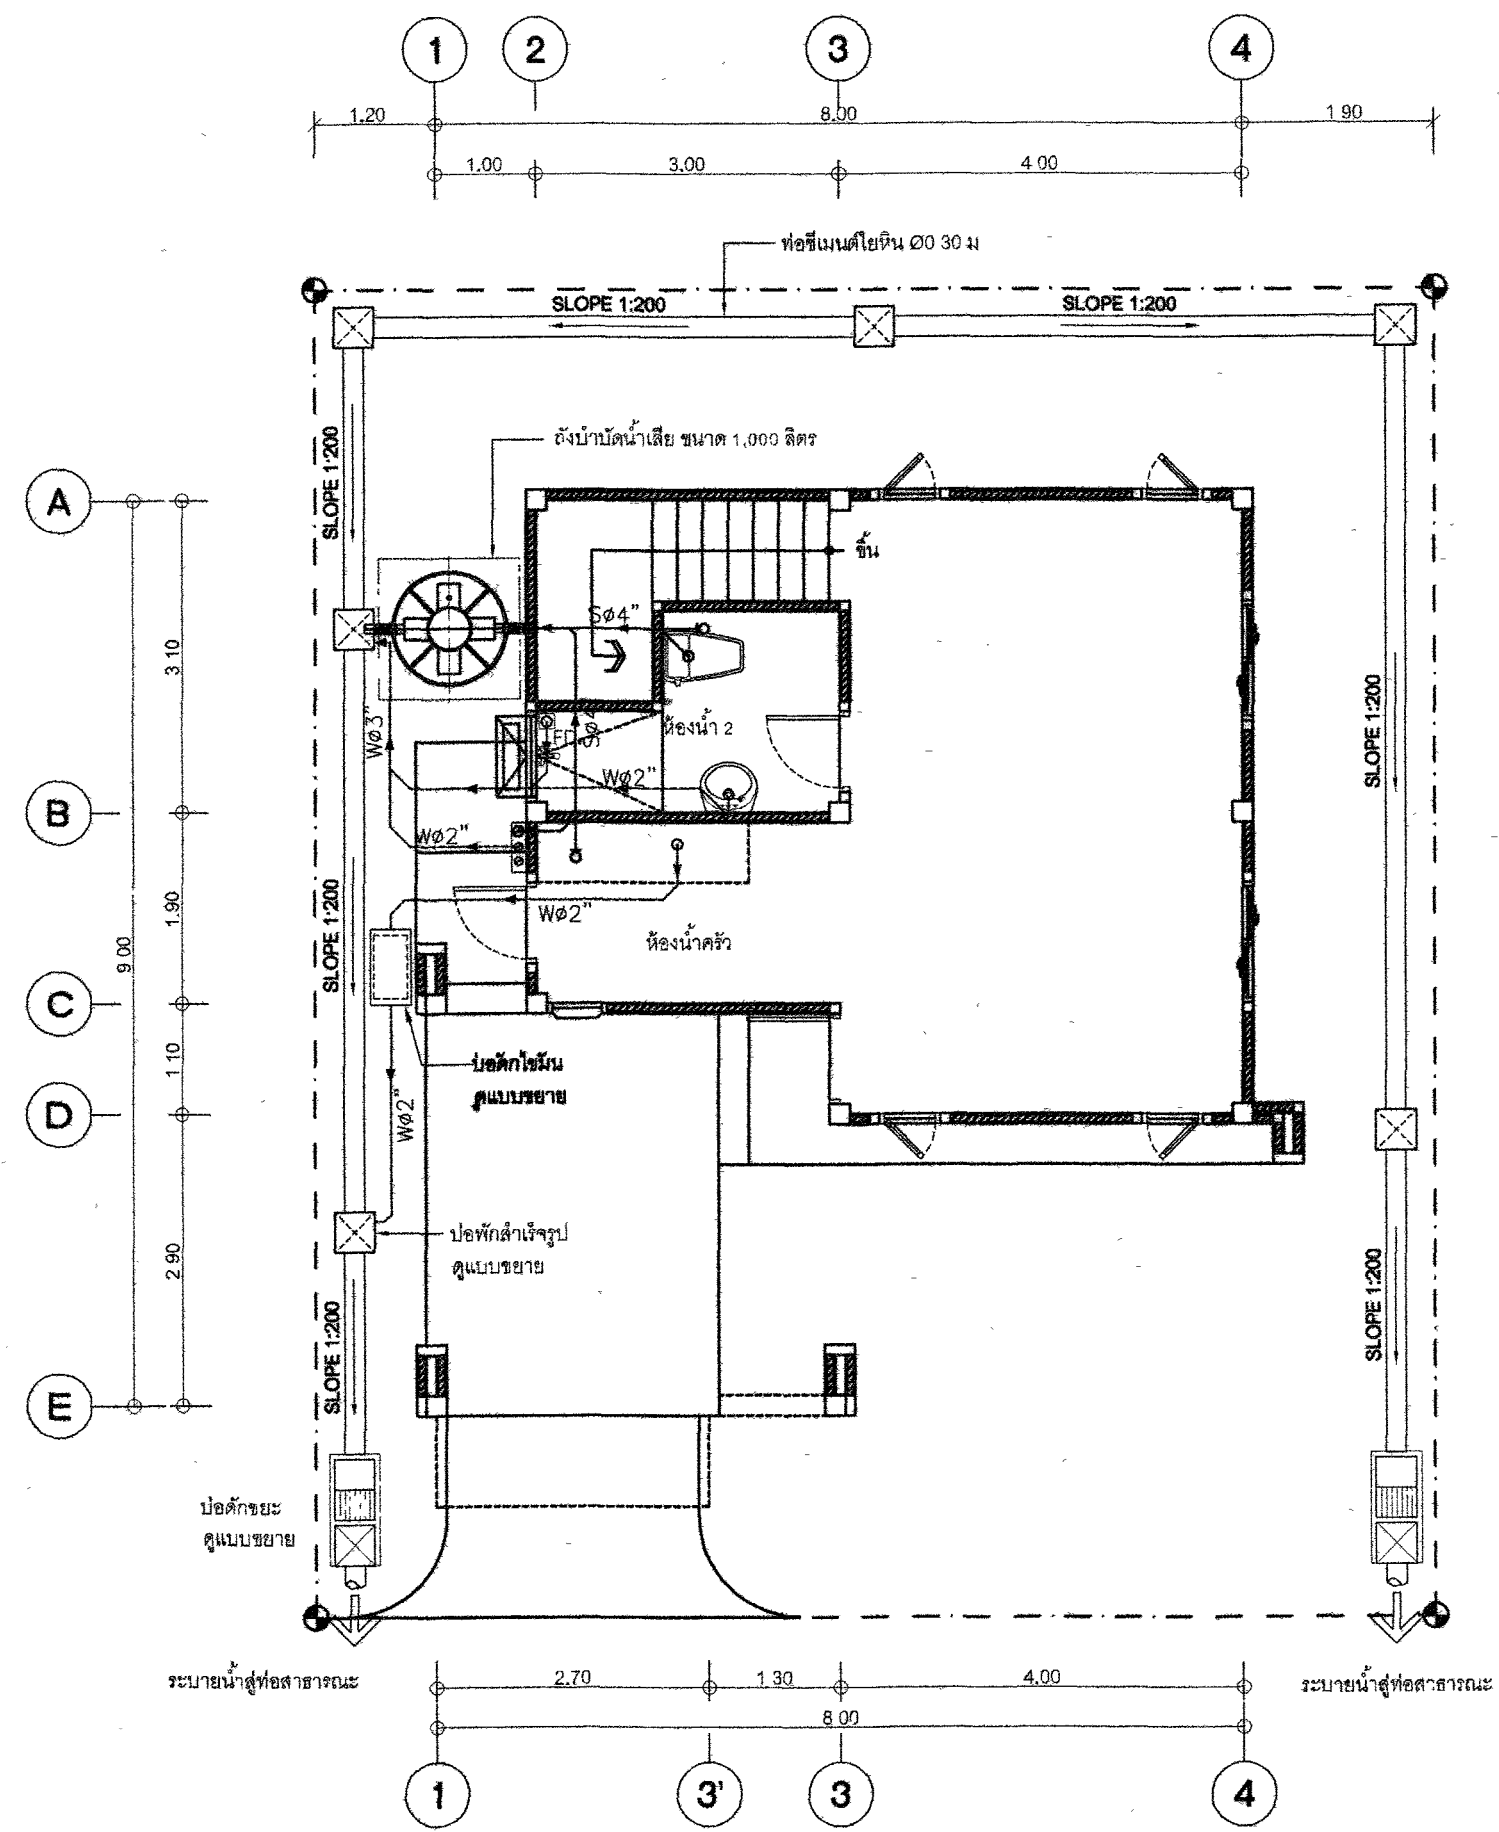 1 2 3 4
1.20 8.00 1 90
1.00 3.00 4 00
ท่อซีเมนต์ใยหิน Ø0 30 ม
SLOPE 1:200 SLOPE 1:200
ถังบำบัดน้ำเสีย ขนาด 1,000 ลิตร
SLOPE 1:200
A
ขึ้น
SØ4"
3 10
SLOPE 1:200
WØ3"
FD
SØ4"
ห้องน้ำ 2
WØ2"
B
WØ2"
SLOPE 1:200
1.90
WØ2"
9 00
ห้องน้ำครัว
C
1 10
บ่อดักไขมัน
ดูแบบขยาย
WØ2"
D
2.90
บ่อพักสำเร็จรูป
ดูแบบขยาย
SLOPE 1:200
SLOPE 1:200
E
บ่อดักขยะ
ดูแบบขยาย
ระบายน้ำสู่ท่อสาธารณะ
ระบายน้ำสู่ท่อสาธารณะ
2.70 1 30 4.00
8 00
1 3' 3 4